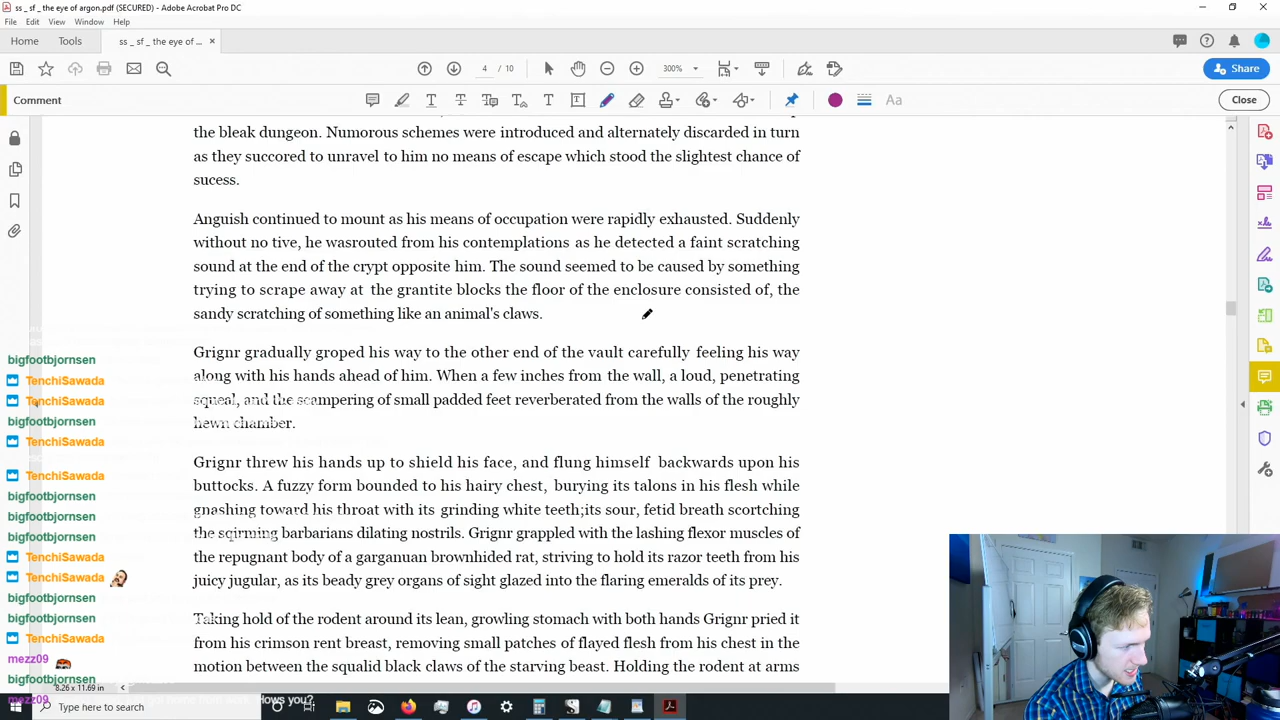 ss _ sf _ the eye of argon.pdf (SECURED) - Adobe Acrobat Pro DC
File Edit View Window Help
Home Tools ss _ sf _ the eye of ... ×
4 / 10 300% Share
Comment Close
the bleak dungeon. Numorous schemes were introduced and alternately discarded in turn
as they succored to unravel to him no means of escape which stood the slightest chance of
sucess.
Anguish continued to mount as his means of occupation were rapidly exhausted. Suddenly
without no tive, he wasrouted from his contemplations as he detected a faint scratching
sound at the end of the crypt opposite him. The sound seemed to be caused by something
trying to scrape away at the grantite blocks the floor of the enclosure consisted of, the
sandy scratching of something like an animal's claws.
Grignr gradually groped his way to the other end of the vault carefully feeling his way
along with his hands ahead of him. When a few inches from the wall, a loud, penetrating
squeal, and the scampering of small padded feet reverberated from the walls of the roughly
hewn chamber.
Grignr threw his hands up to shield his face, and flung himself backwards upon his
buttocks. A fuzzy form bounded to his hairy chest, burying its talons in his flesh while
gnashing toward his throat with its grinding white teeth;its sour, fetid breath scortching
the sqirming barbarians dilating nostrils. Grignr grappled with the lashing flexor muscles of
the repugnant body of a garganuan brownhided rat, striving to hold its razor teeth from his
juicy jugular, as its beady grey organs of sight glazed into the flaring emeralds of its prey.
Taking hold of the rodent around its lean, growling stomach with both hands Grignr pried it
from his crimson rent breast, removing small patches of flayed flesh from his chest in the
motion between the squalid black claws of the starving beast. Holding the rodent at arms
bigfootbjornsen
TenchiSawada
TenchiSawada
bigfootbjornsen
TenchiSawada
TenchiSawada
bigfootbjornsen
bigfootbjornsen
bigfootbjornsen
TenchiSawada
TenchiSawada
bigfootbjornsen
bigfootbjornsen
TenchiSawada
mezz09
bigfootbjornsen
mezz09 home from work. Hows you?
8.26 x 11.69 in
Type here to search